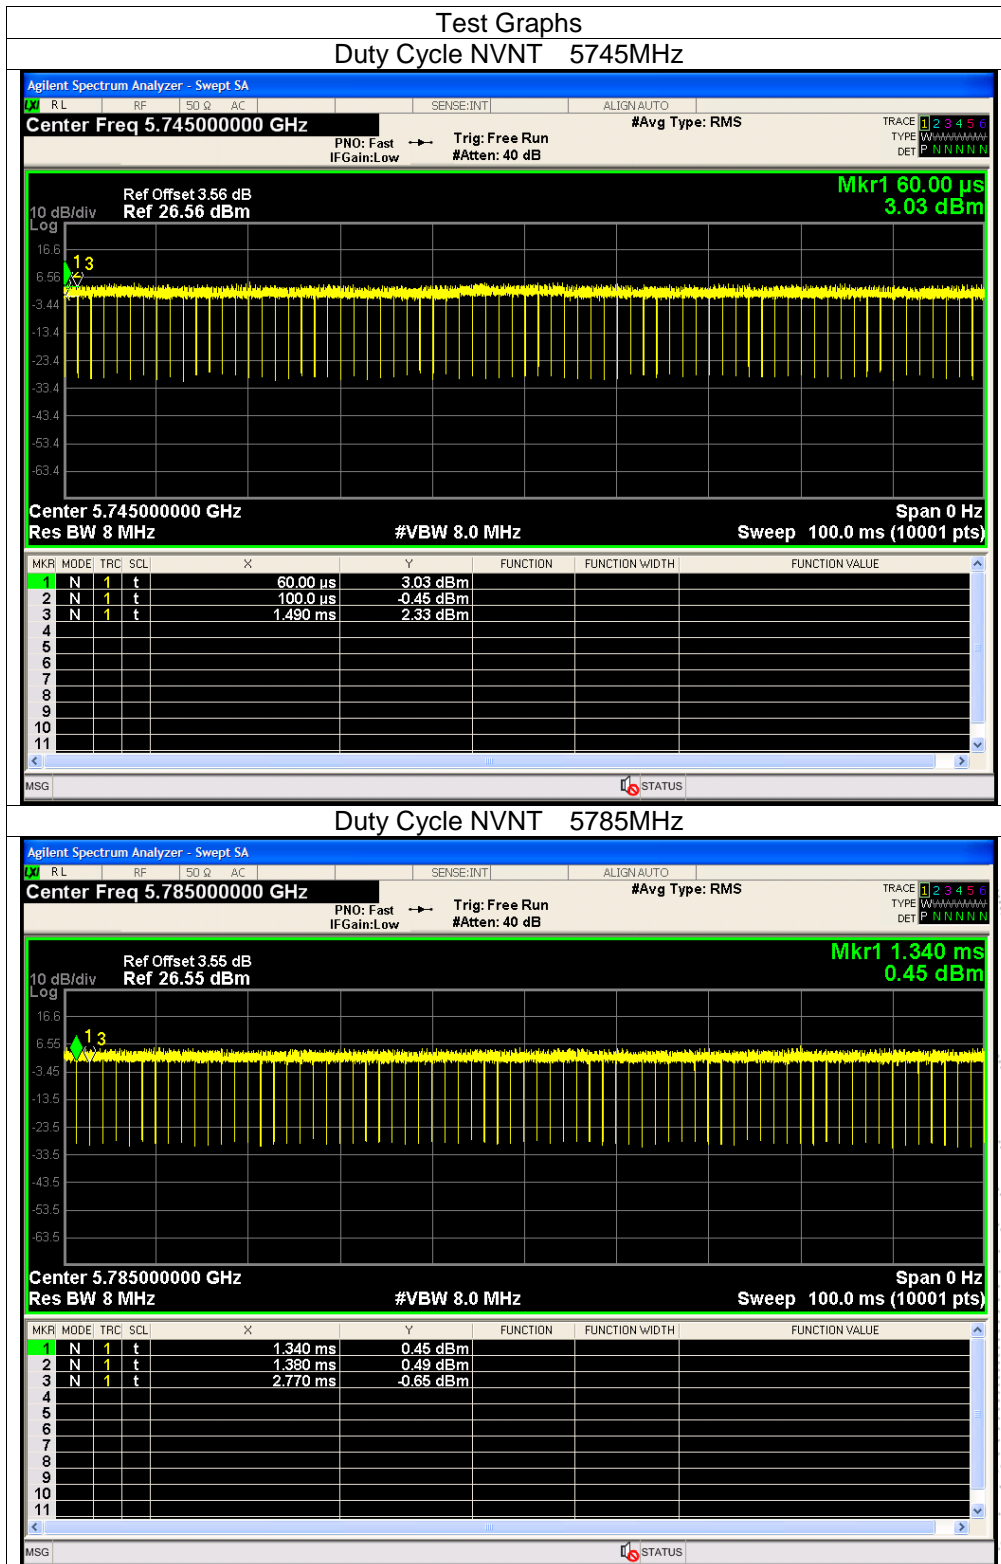 Test Graphs
Duty Cycle NVNT 5745MHz
Agilent Spectrum Analyzer - Swept SA
LXI RL RF 50 Ω AC SENSE:INT ALIGN AUTO
Center Freq 5.745000000 GHz #Avg Type: RMS TRACE 1 2 3 4 5 6
PNO: Fast Trig: Free Run TYPE WWWWWW
IFGain:Low #Atten: 40 dB DET P N N N N N
Mkr1 60.00 µs
Ref Offset 3.56 dB
10 dB/div Ref 26.56 dBm 3.03 dBm
Log
16.6
1 2 3
6.56
-3.44
-13.4
-23.4
-33.4
-43.4
-53.4
-63.4
Center 5.745000000 GHz Span 0 Hz
Res BW 8 MHz #VBW 8.0 MHz Sweep 100.0 ms (10001 pts)
MKR MODE TRC SCL X Y FUNCTION FUNCTION WIDTH FUNCTION VALUE
1 N 1 t 60.00 µs 3.03 dBm
2 N 1 t 100.0 µs -0.45 dBm
3 N 1 t 1.490 ms 2.33 dBm
4
5
6
7
8
9
10
11
MSG STATUS
Duty Cycle NVNT 5785MHz
Agilent Spectrum Analyzer - Swept SA
LXI RL RF 50 Ω AC SENSE:INT ALIGN AUTO
Center Freq 5.785000000 GHz #Avg Type: RMS TRACE 1 2 3 4 5 6
PNO: Fast Trig: Free Run TYPE WWWWWW
IFGain:Low #Atten: 40 dB DET P N N N N N
Mkr1 1.340 ms
Ref Offset 3.55 dB
10 dB/div Ref 26.55 dBm 0.45 dBm
Log
16.6
1 3
6.55
-3.45
-13.5
-23.5
-33.5
-43.5
-53.5
-63.5
Center 5.785000000 GHz Span 0 Hz
Res BW 8 MHz #VBW 8.0 MHz Sweep 100.0 ms (10001 pts)
MKR MODE TRC SCL X Y FUNCTION FUNCTION WIDTH FUNCTION VALUE
1 N 1 t 1.340 ms 0.45 dBm
2 N 1 t 1.380 ms 0.49 dBm
3 N 1 t 2.770 ms -0.65 dBm
4
5
6
7
8
9
10
11
MSG STATUS